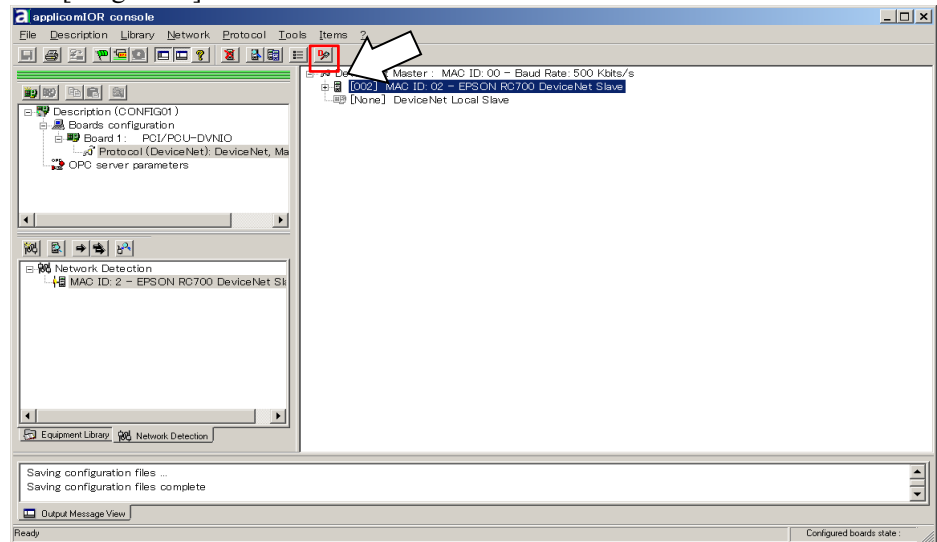 applicomIOR console
File Description Library Network Protocol Tools Items ?
Description (CONFIG01)
Boards configuration
Board 1: PCI/PCU-DVNIO
Protocol (DeviceNet): DeviceNet, Ma
OPC server parameters
Master: MAC ID: 00 - Baud Rate: 500 Kbits/s
[002] MAC ID: 02 - EPSON RC700 DeviceNet Slave
[None] DeviceNet Local Slave
Network Detection
MAC ID: 2 - EPSON RC700 DeviceNet Sl
Equipment Library Network Detection
Saving configuration files ...
Saving configuration files complete
Output Message View
Ready Configured boards state :